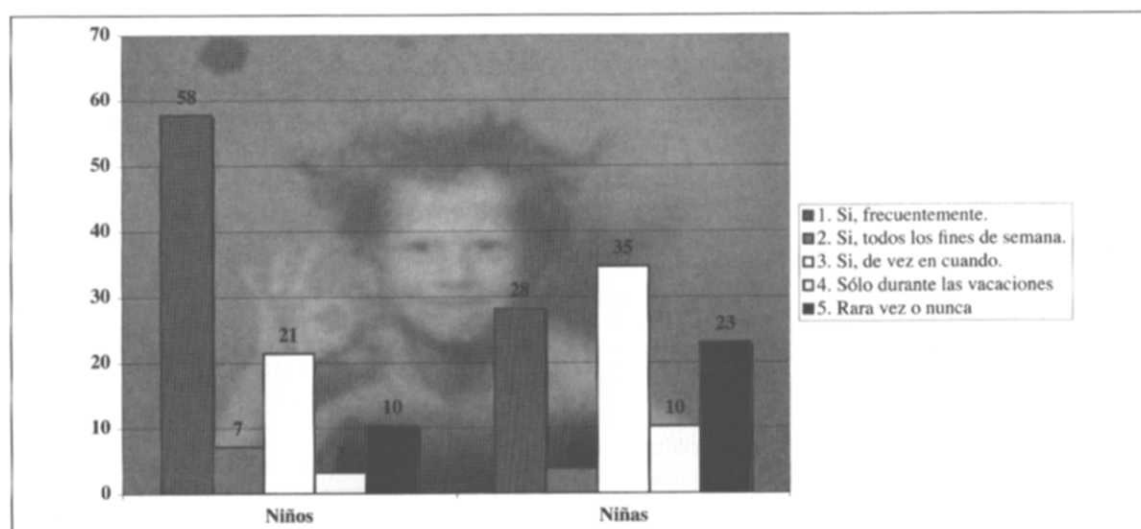 70
60
50
40
30
20
10
0
58
7
21
10
28
35
10
23
Niños
Niñas
1. Si, frecuentemente.
2. Si, todos los fines de semana.
3. Si, de vez en cuando.
4. Sólo durante las vacaciones
5. Rara vez o nunca